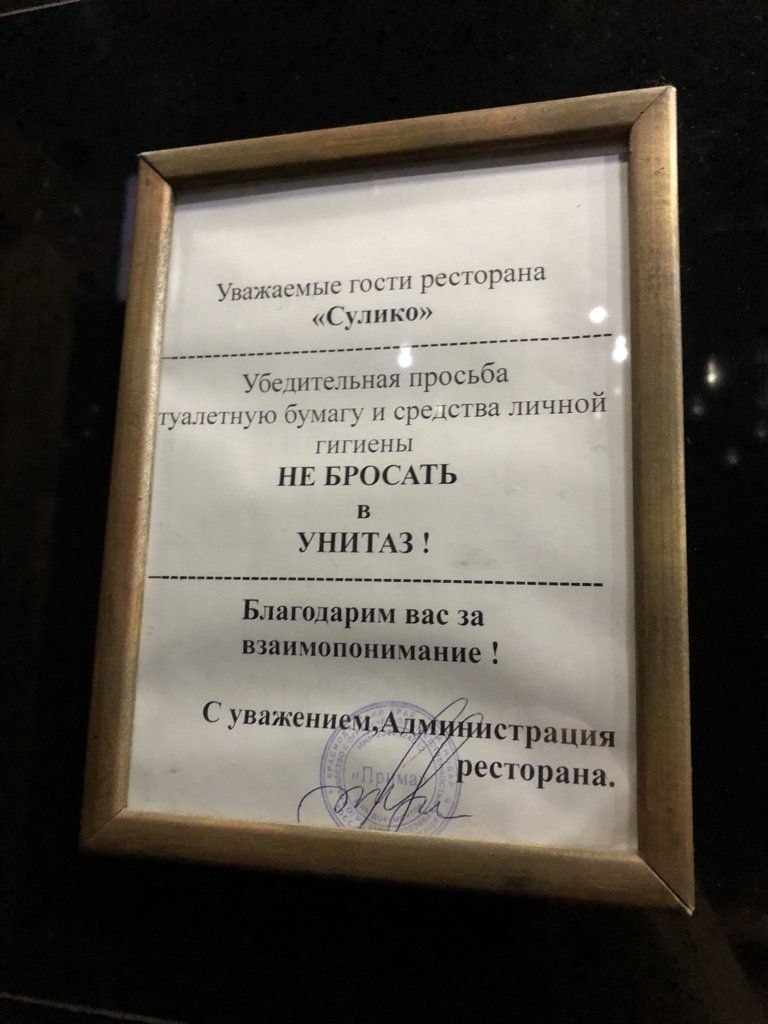 Уважаемые гости ресторана
«Сулико»
Убедительная просьба
туалетную бумагу и средства личной
гигиены
НЕ БРОСАТЬ
в
УНИТАЗ !
Благодарим вас за
взаимопонимание !
С уважением, Администрация
ресторана.
«Прима»